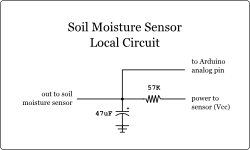 Soil Moisture Sensor
Local Circuit
to Arduino
analog pin
57K
out to soil
moisture sensor
power to
sensor (Vcc)
47uF
+